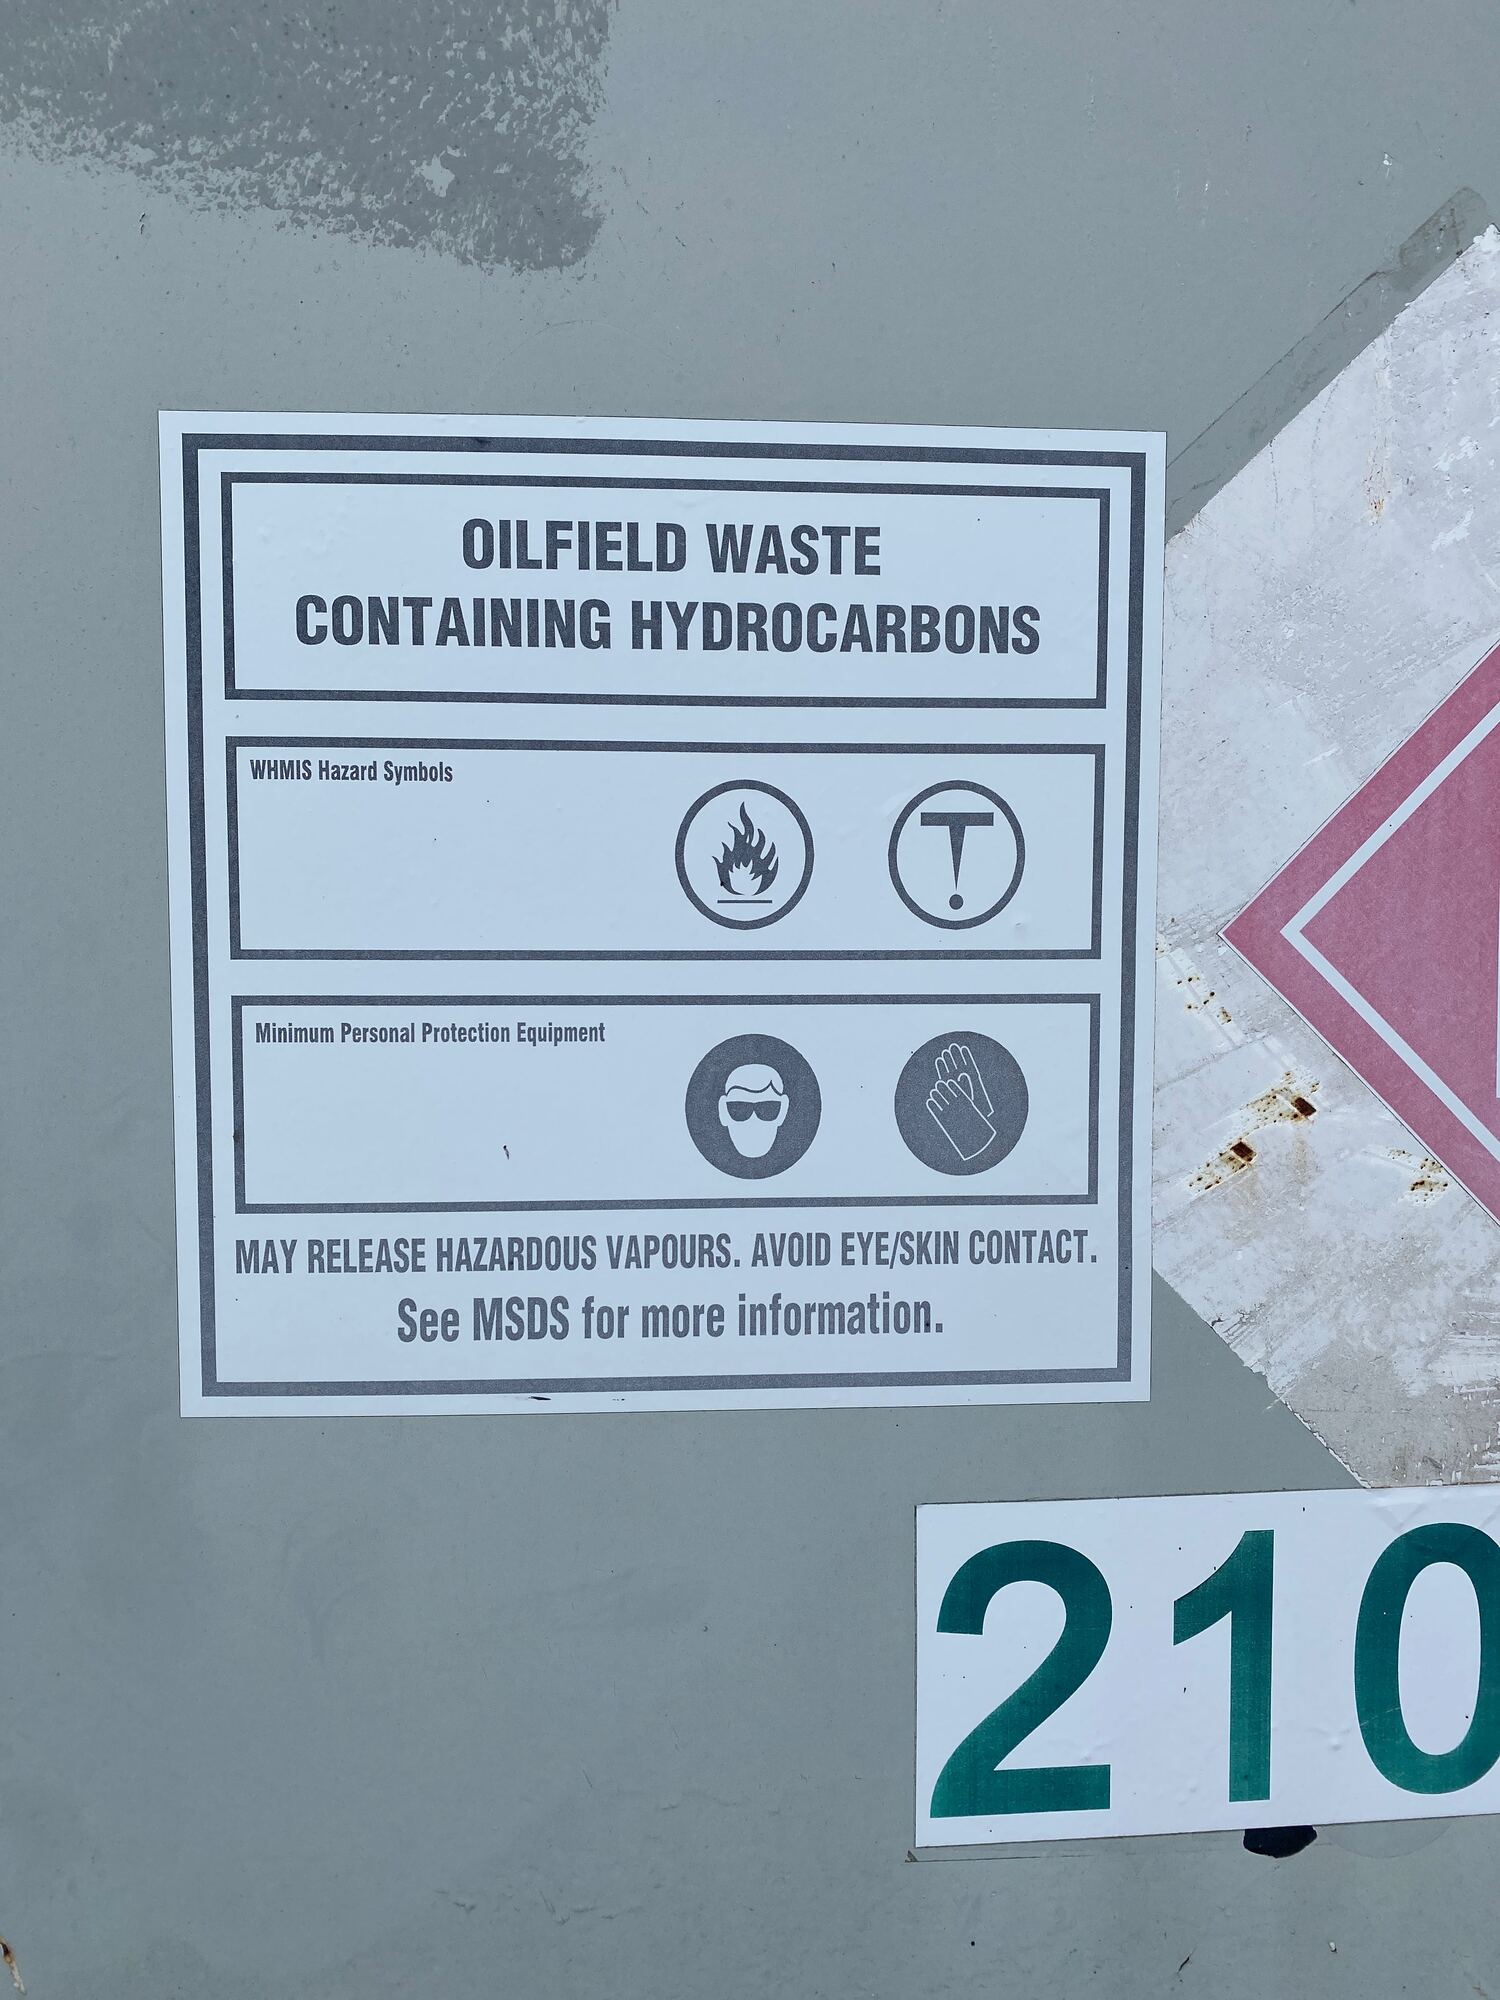 OILFIELD WASTE
CONTAINING HYDROCARBONS
WHMIS Hazard Symbols
Minimum Personal Protection Equipment
MAY RELEASE HAZARDOUS VAPOURS. AVOID EYE/SKIN CONTACT.
See MSDS for more information.
210